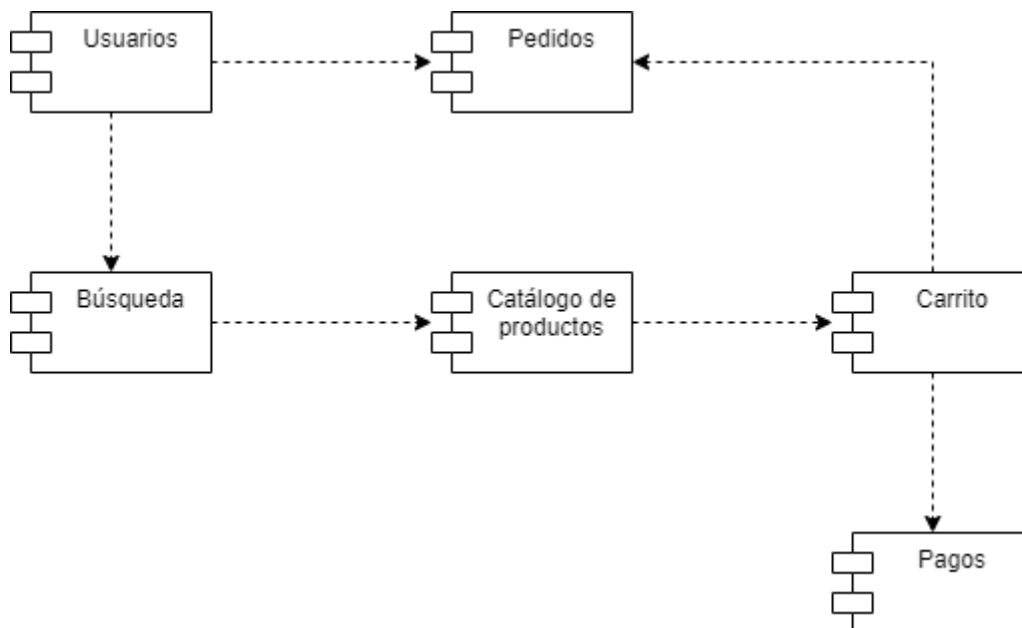 Usuarios
Pedidos
Búsqueda
Catálogo de
productos
Carrito
Pagos